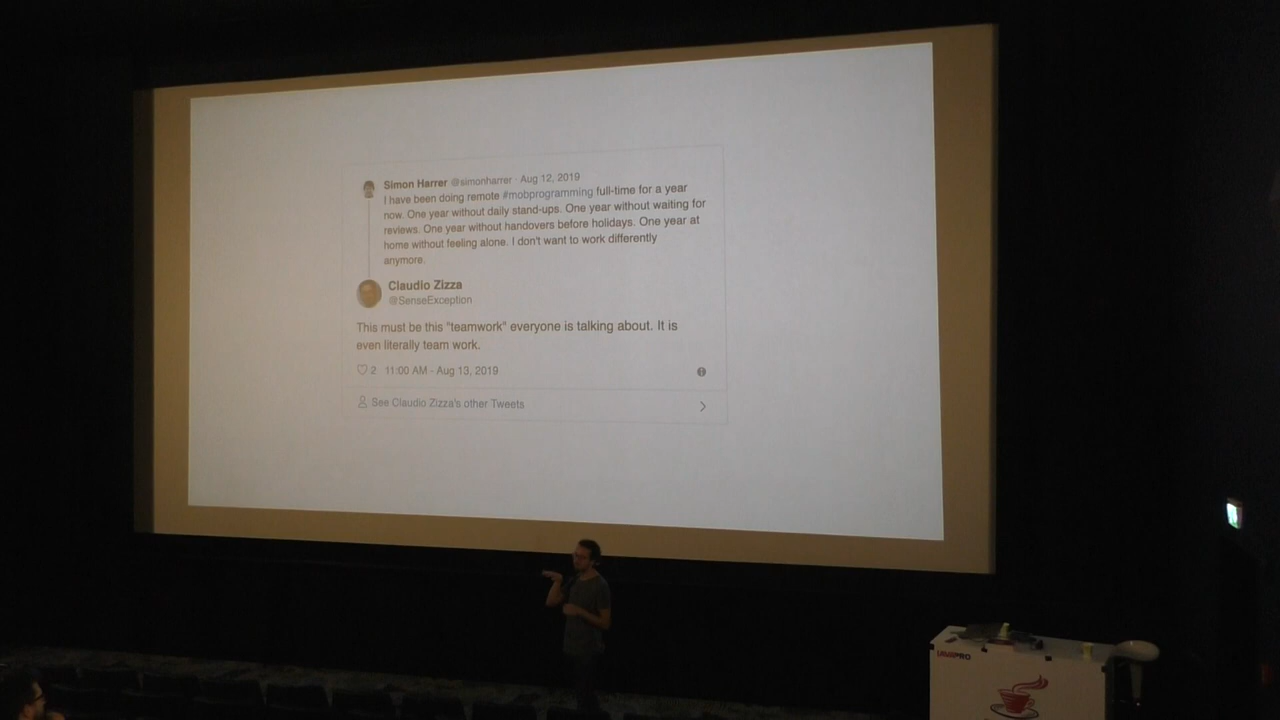 Simon Harrer @simonharrer · Aug 12, 2019
I have been doing remote #mobprogramming full-time for a year
now. One year without daily stand-ups. One year without waiting for
reviews. One year without handovers before holidays. One year at
home without feeling alone. I don't want to work differently
anymore.
Claudio Zizza
@SenseException
This must be this "teamwork" everyone is talking about. It is
even literally team work.
2 11:00 AM - Aug 13, 2019
See Claudio Zizza's other Tweets